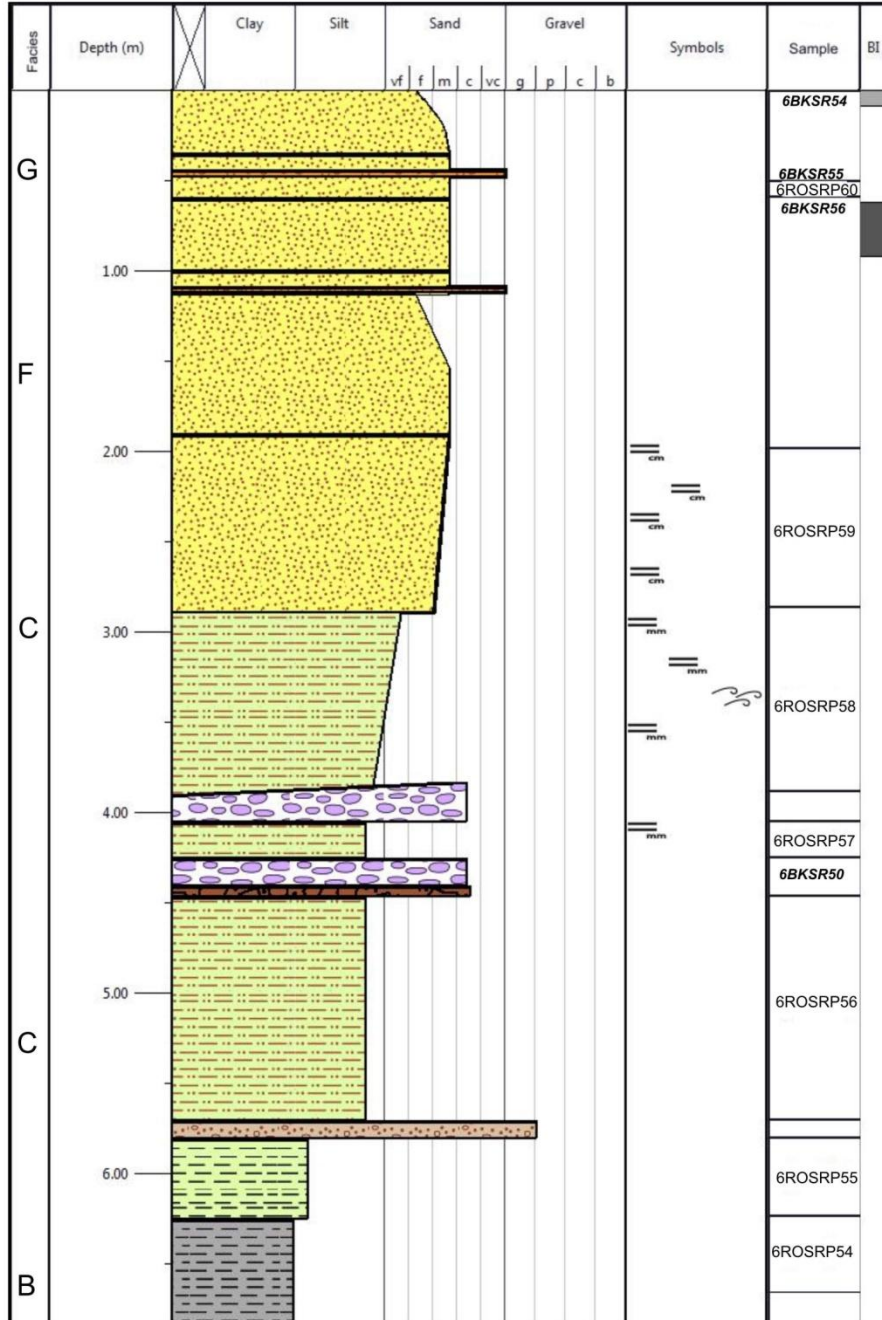 Facies
Depth (m)
Clay
Silt
Sand
Gravel
Symbols
Sample
BI
vf f m c vc g p c b
6BKSR54
G
6BKSR55
6ROSRP60
6BKSR56
1.00
F
2.00
cm
cm
cm
6ROSRP59
cm
C
3.00
mm
mm
6ROSRP58
mm
4.00
mm
6ROSRP57
6BKSR50
5.00
6ROSRP56
C
6.00
6ROSRP55
6ROSRP54
B